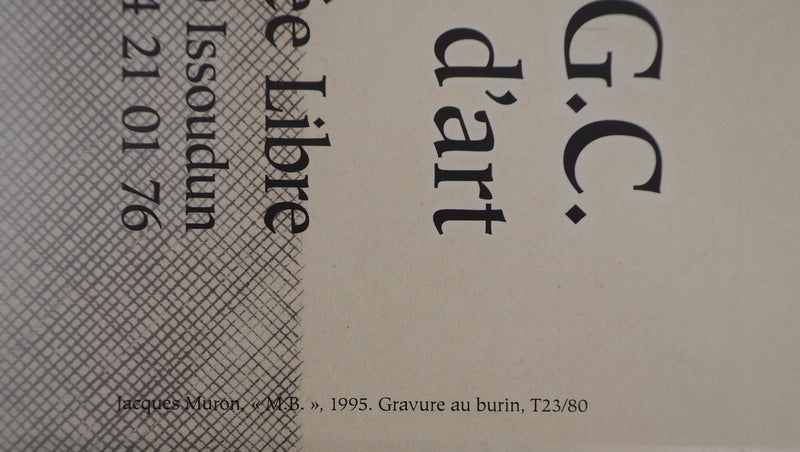 G.C.
d'art
Libre
Issoudun
21 01 76
Jacques Muron, « M.B. », 1995. Gravure au burin, T23/80